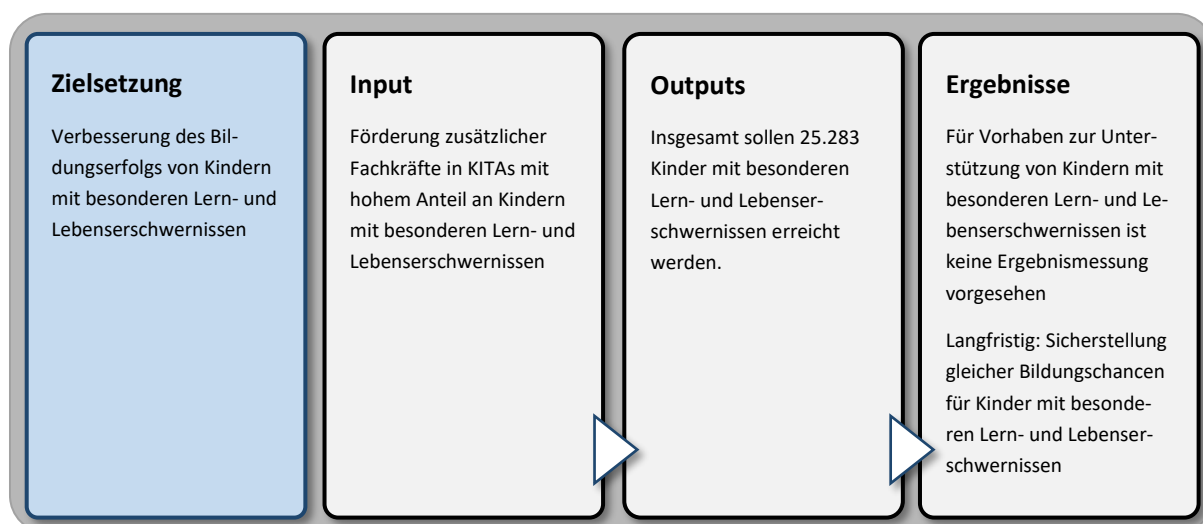 Zielsetzung
Verbesserung des Bil-
dungserfolgs von Kindern
mit besonderen Lern- und
Lebenserschwernissen
Input
Förderung zusätzlicher
Fachkräfte in KITAs mit
hohem Anteil an Kindern
mit besonderen Lern- und
Lebenserschwernissen
Outputs
Insgesamt sollen 25.283
Kinder mit besonderen
Lern- und Lebenser-
schwernissen erreicht
werden.
Ergebnisse
Für Vorhaben zur Unter-
stützung von Kindern mit
besonderen Lern- und Le-
benserschwernissen ist
keine Ergebnismessung
vorgesehen
Langfristig: Sicherstellung
gleicher Bildungschancen
für Kinder mit besonde-
ren Lern- und Lebenser-
schwernissen